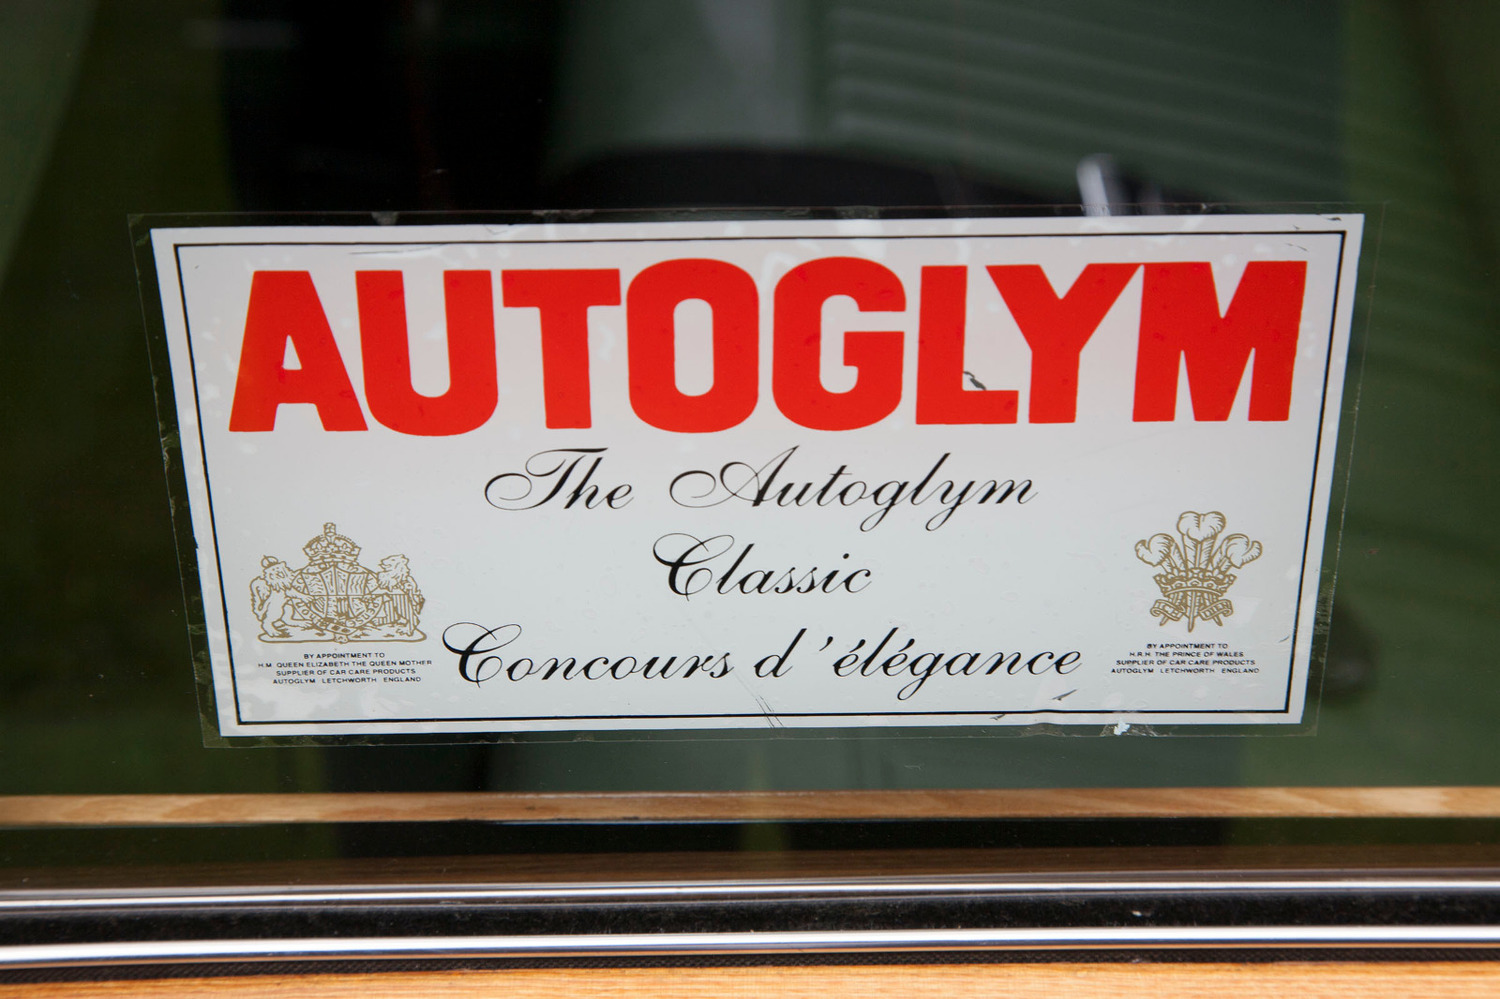 AUTOGLYM
The Autoglym
Classic
Concours d'élégance
BY APPOINTMENT TO
H.M QUEEN ELIZABETH THE QUEEN MOTHER
SUPPLIER OF CAR CARE PRODUCTS
AUTOGLYM LETCHWORTH ENGLAND
BY APPOINTMENT TO
H.R.H. THE PRINCE OF WALES
SUPPLIER OF CAR CARE PRODUCTS
AUTOGLYM LETCHWORTH ENGLAND